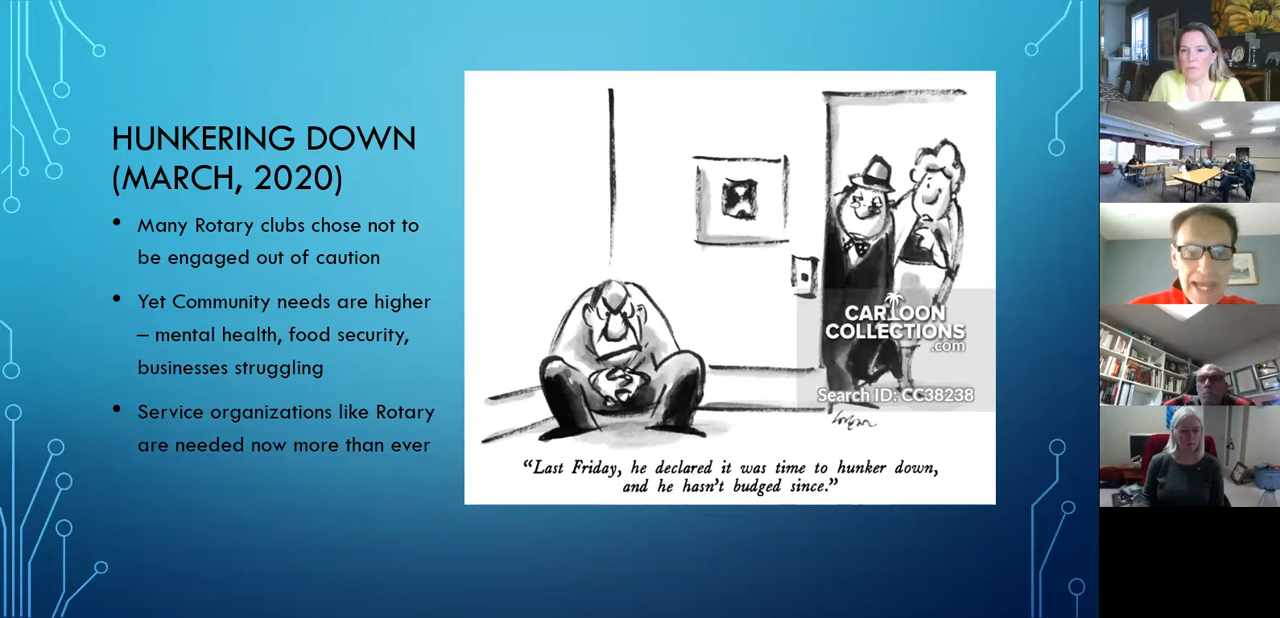 HUNKERING DOWN
(MARCH, 2020)
• Many Rotary clubs chose not to
be engaged out of caution
• Yet Community needs are higher
– mental health, food security,
businesses struggling
• Service organizations like Rotary
are needed now more than ever
CARTOON
COLLECTIONS
.com
Search ID: CC38238
“Last Friday, he declared it was time to hunker down,
and he hasn’t budged since.”